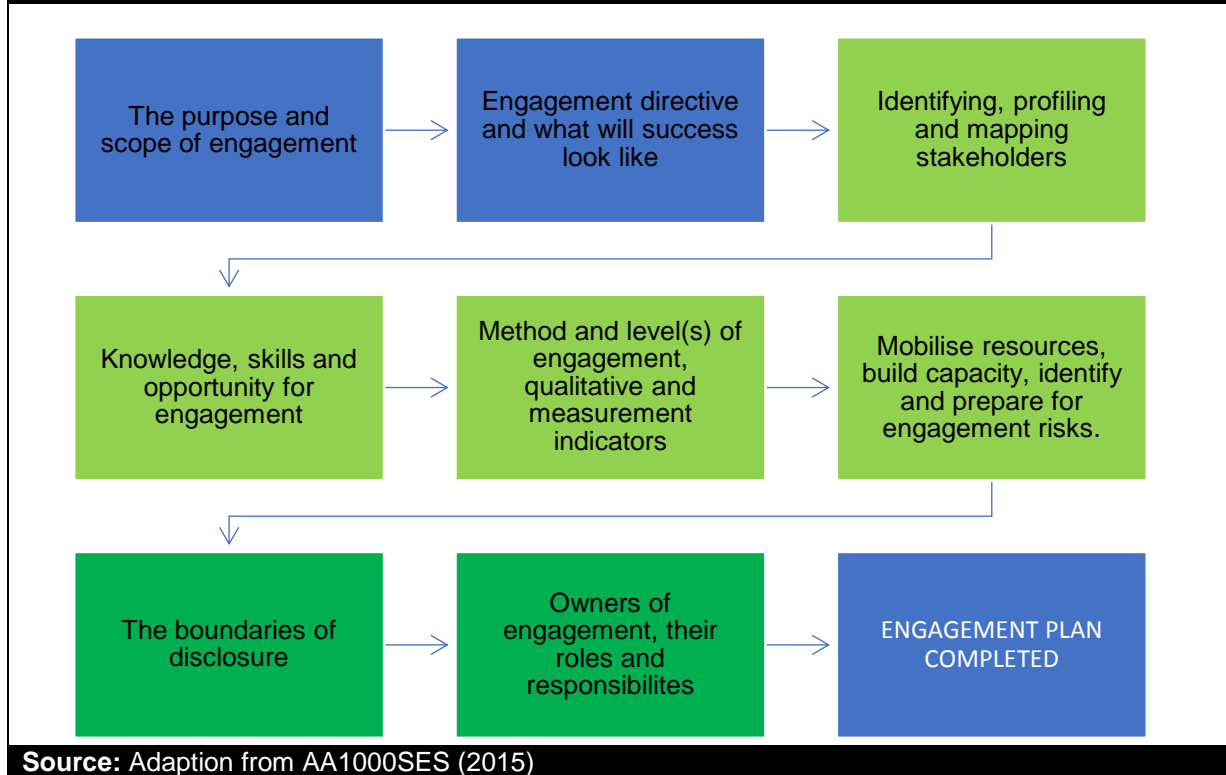 The purpose and
scope of engagement
Engagement directive
and what will success
look like
Identifying, profiling
and mapping
stakeholders
Knowledge, skills and
opportunity for
engagement
Method and level(s) of
engagement,
qualitative and
measurement
indicators
Mobilise resources,
build capacity, identify
and prepare for
engagement risks.
The boundaries of
disclosure
Owners of
engagement, their
roles and
responsibilites
ENGAGEMENT PLAN
COMPLETED
Source: Adaption from AA1000SES (2015)